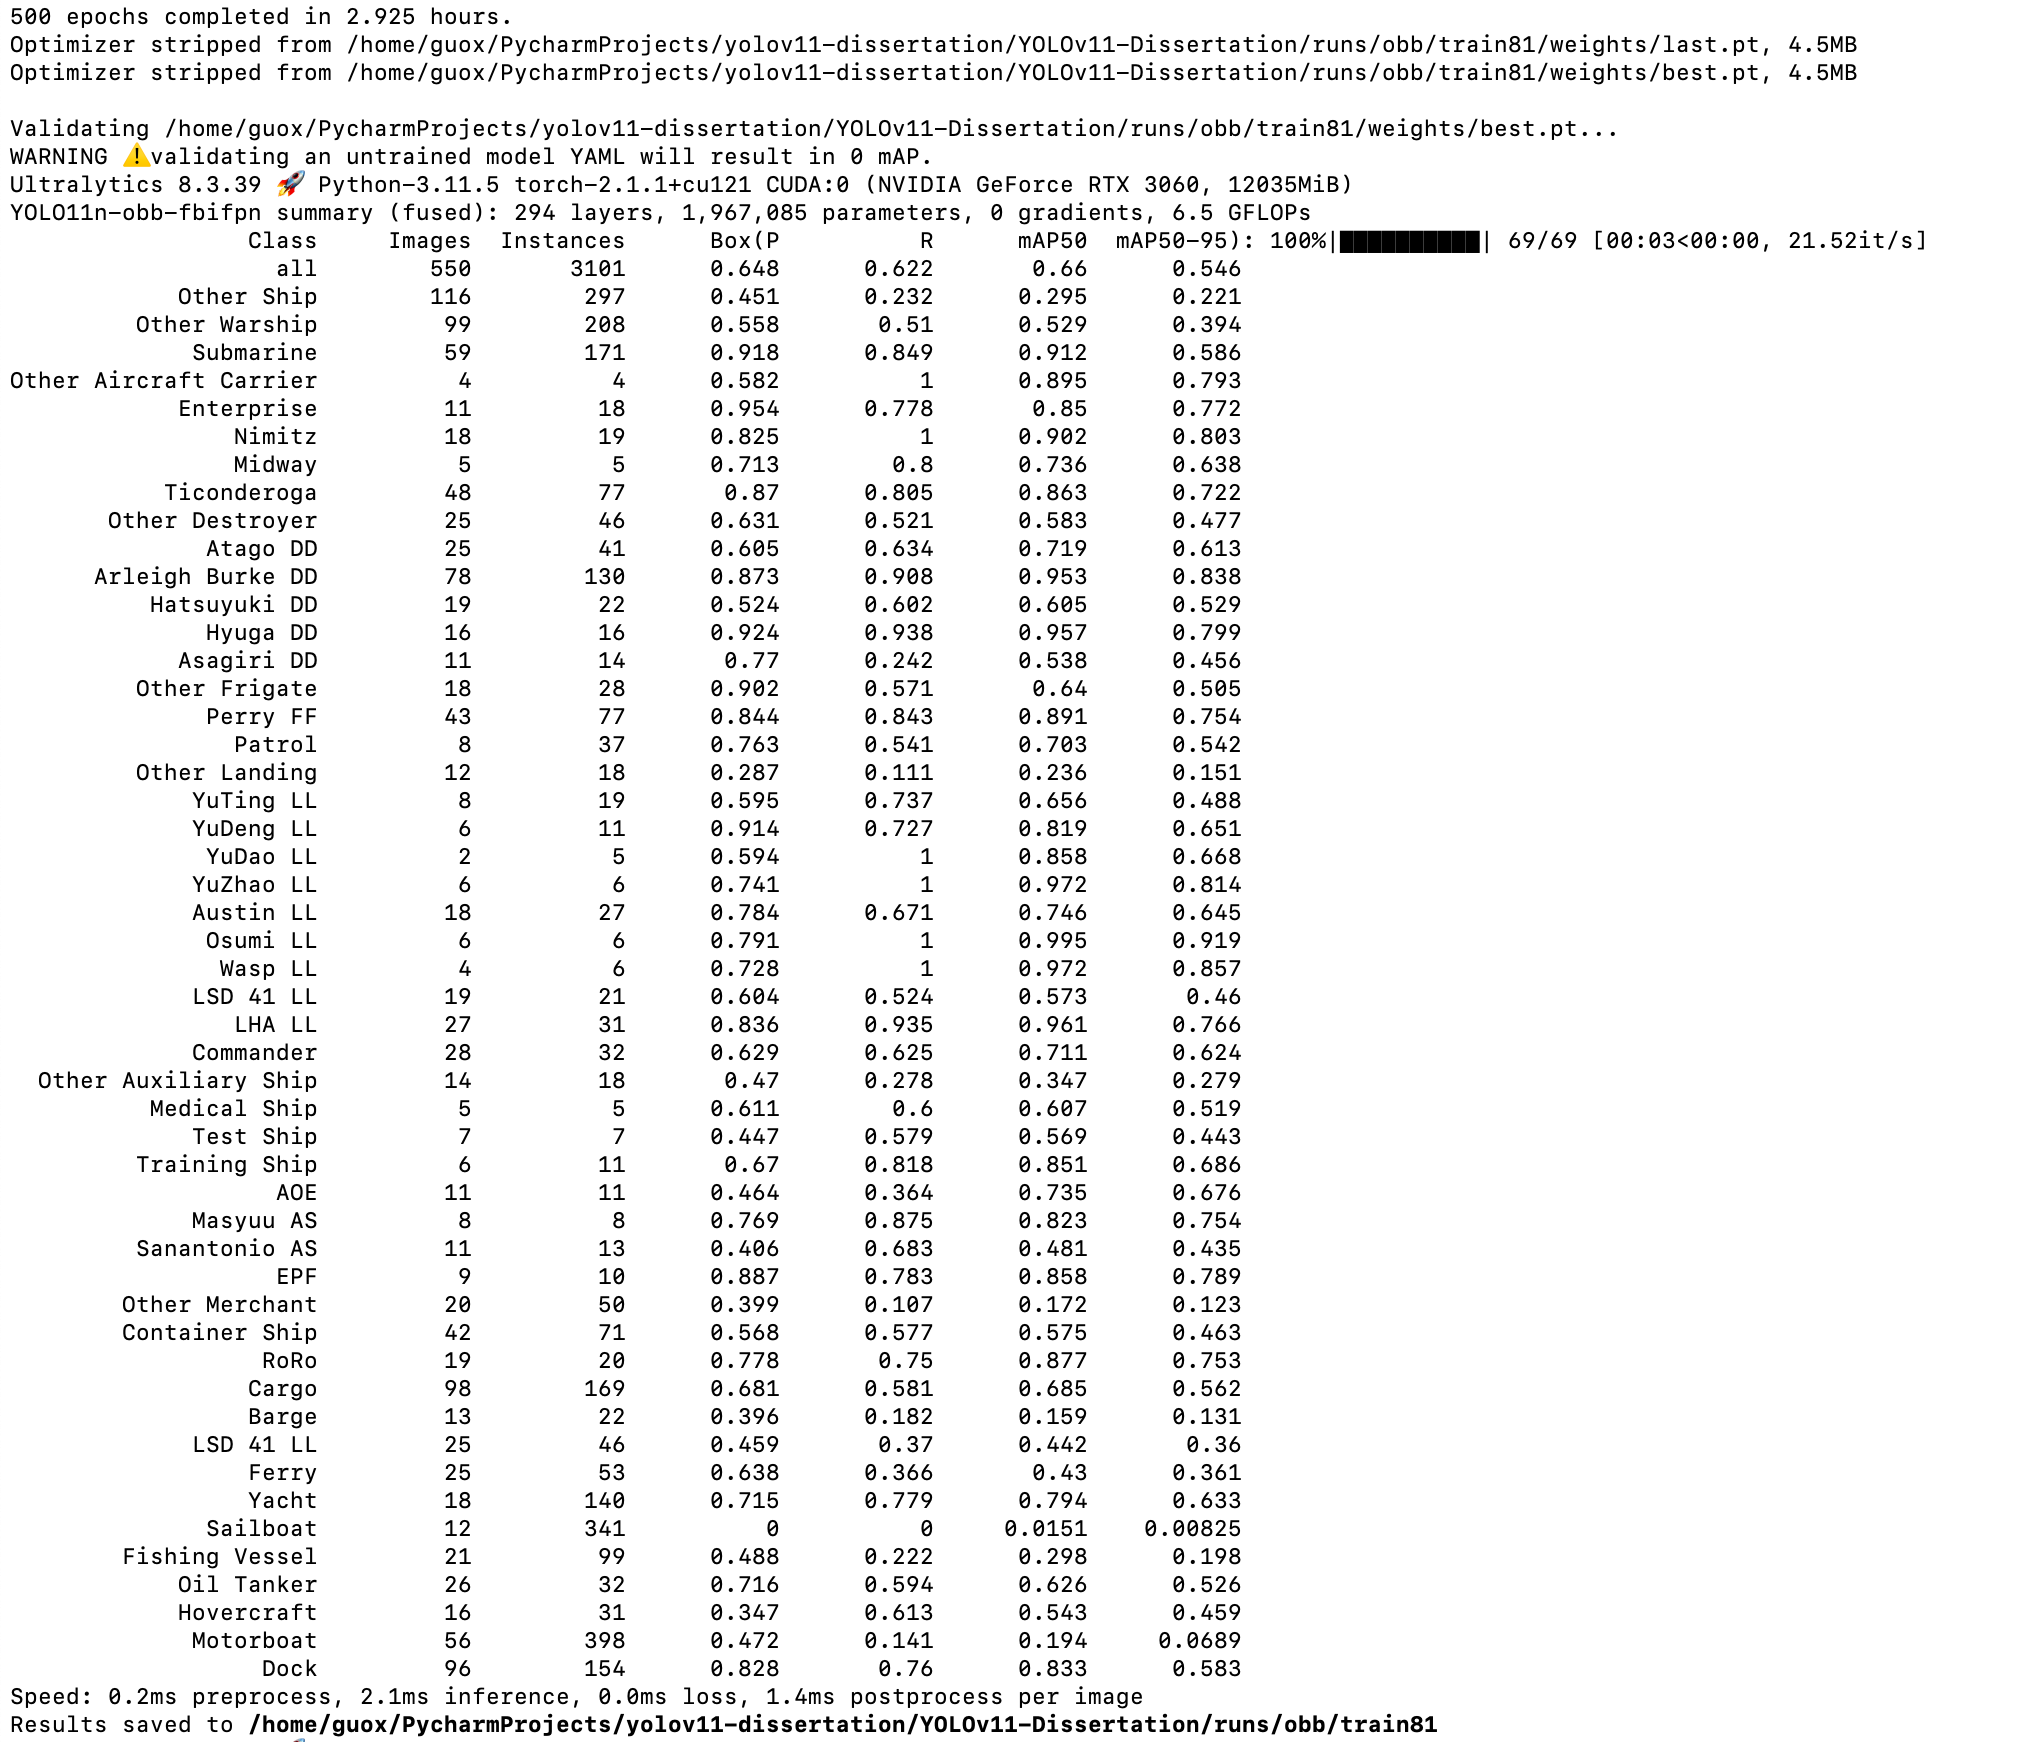 500 epochs completed in 2.925 hours.
Optimizer stripped from /home/guox/PycharmProjects/yolov11-dissertation/YOLOv11-Dissertation/runs/obb/train81/weights/last.pt, 4.5MB
Optimizer stripped from /home/guox/PycharmProjects/yolov11-dissertation/YOLOv11-Dissertation/runs/obb/train81/weights/best.pt, 4.5MB
Validating /home/guox/PycharmProjects/yolov11-dissertation/YOLOv11-Dissertation/runs/obb/train81/weights/best.pt...
WARNING ⚠️validating an untrained model YAML will result in 0 mAP.
Ultralytics 8.3.39 🚀 Python-3.11.5 torch-2.1.1+cu121 CUDA:0 (NVIDIA GeForce RTX 3060, 12035MiB)
YOLO11n-obb-fbifpn summary (fused): 294 layers, 1,967,085 parameters, 0 gradients, 6.5 GFLOPs
Class Images Instances Box(P R mAP50 mAP50-95): 100%|██████████| 69/69 [00:03<00:00, 21.52it/s]
all 550 3101 0.648 0.622 0.66 0.546
Other Ship 116 297 0.451 0.232 0.295 0.221
Other Warship 99 208 0.558 0.51 0.529 0.394
Submarine 59 171 0.918 0.849 0.912 0.586
Other Aircraft Carrier 4 4 0.582 1 0.895 0.793
Enterprise 11 18 0.954 0.778 0.85 0.772
Nimitz 18 19 0.825 1 0.902 0.803
Midway 5 5 0.713 0.8 0.736 0.638
Ticonderoga 48 77 0.87 0.805 0.863 0.722
Other Destroyer 25 46 0.631 0.521 0.583 0.477
Atago DD 25 41 0.605 0.634 0.719 0.613
Arleigh Burke DD 78 130 0.873 0.908 0.953 0.838
Hatsuyuki DD 19 22 0.524 0.602 0.605 0.529
Hyuga DD 16 16 0.924 0.938 0.957 0.799
Asagiri DD 11 14 0.77 0.242 0.538 0.456
Other Frigate 18 28 0.902 0.571 0.64 0.505
Perry FF 43 77 0.844 0.843 0.891 0.754
Patrol 8 37 0.763 0.541 0.703 0.542
Other Landing 12 18 0.287 0.111 0.236 0.151
YuTing LL 8 19 0.595 0.737 0.656 0.488
YuDeng LL 6 11 0.914 0.727 0.819 0.651
YuDao LL 2 5 0.594 1 0.858 0.668
YuZhao LL 6 6 0.741 1 0.972 0.814
Austin LL 18 27 0.784 0.671 0.746 0.645
Osumi LL 6 6 0.791 1 0.995 0.919
Wasp LL 4 6 0.728 1 0.972 0.857
LSD 41 LL 19 21 0.604 0.524 0.573 0.46
LHA LL 27 31 0.836 0.935 0.961 0.766
Commander 28 32 0.629 0.625 0.711 0.624
Other Auxiliary Ship 14 18 0.47 0.278 0.347 0.279
Medical Ship 5 5 0.611 0.6 0.607 0.519
Test Ship 7 7 0.447 0.579 0.569 0.443
Training Ship 6 11 0.67 0.818 0.851 0.686
AOE 11 11 0.464 0.364 0.735 0.676
Masyuu AS 8 8 0.769 0.875 0.823 0.754
Sanantonio AS 11 13 0.406 0.683 0.481 0.435
EPF 9 10 0.887 0.783 0.858 0.789
Other Merchant 20 50 0.399 0.107 0.172 0.123
Container Ship 42 71 0.568 0.577 0.575 0.463
RoRo 19 20 0.778 0.75 0.877 0.753
Cargo 98 169 0.681 0.581 0.685 0.562
Barge 13 22 0.396 0.182 0.159 0.131
LSD 41 LL 25 46 0.459 0.37 0.442 0.36
Ferry 25 53 0.638 0.366 0.43 0.361
Yacht 18 140 0.715 0.779 0.794 0.633
Sailboat 12 341 0 0 0.0151 0.00825
Fishing Vessel 21 99 0.488 0.222 0.298 0.198
Oil Tanker 26 32 0.716 0.594 0.626 0.526
Hovercraft 16 31 0.347 0.613 0.543 0.459
Motorboat 56 398 0.472 0.141 0.194 0.0689
Dock 96 154 0.828 0.76 0.833 0.583
Speed: 0.2ms preprocess, 2.1ms inference, 0.0ms loss, 1.4ms postprocess per image
Results saved to /home/guox/PycharmProjects/yolov11-dissertation/YOLOv11-Dissertation/runs/obb/train81